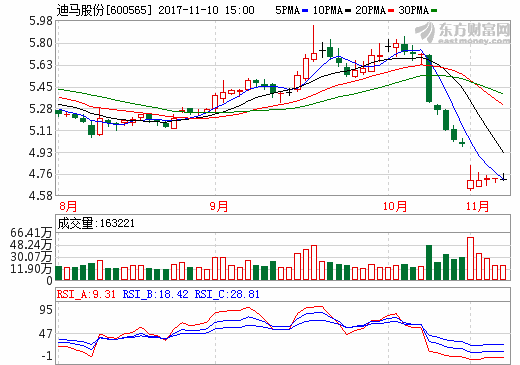 迪马股份[600565] 2017-11-10 15:00 5PMA 10PMA 20PMA 30PMA
东方财富网
eastmoney.com
5.98
5.80
5.63
5.45
5.28
5.11
4.93
4.76
4.58
8月 9月 10月 11月
成交量:163221
66.41万
48.24万
30.07万
11.90万
RSI_A:9.31 RSI_B:18.42 RSI_C:28.81
95
47
-1